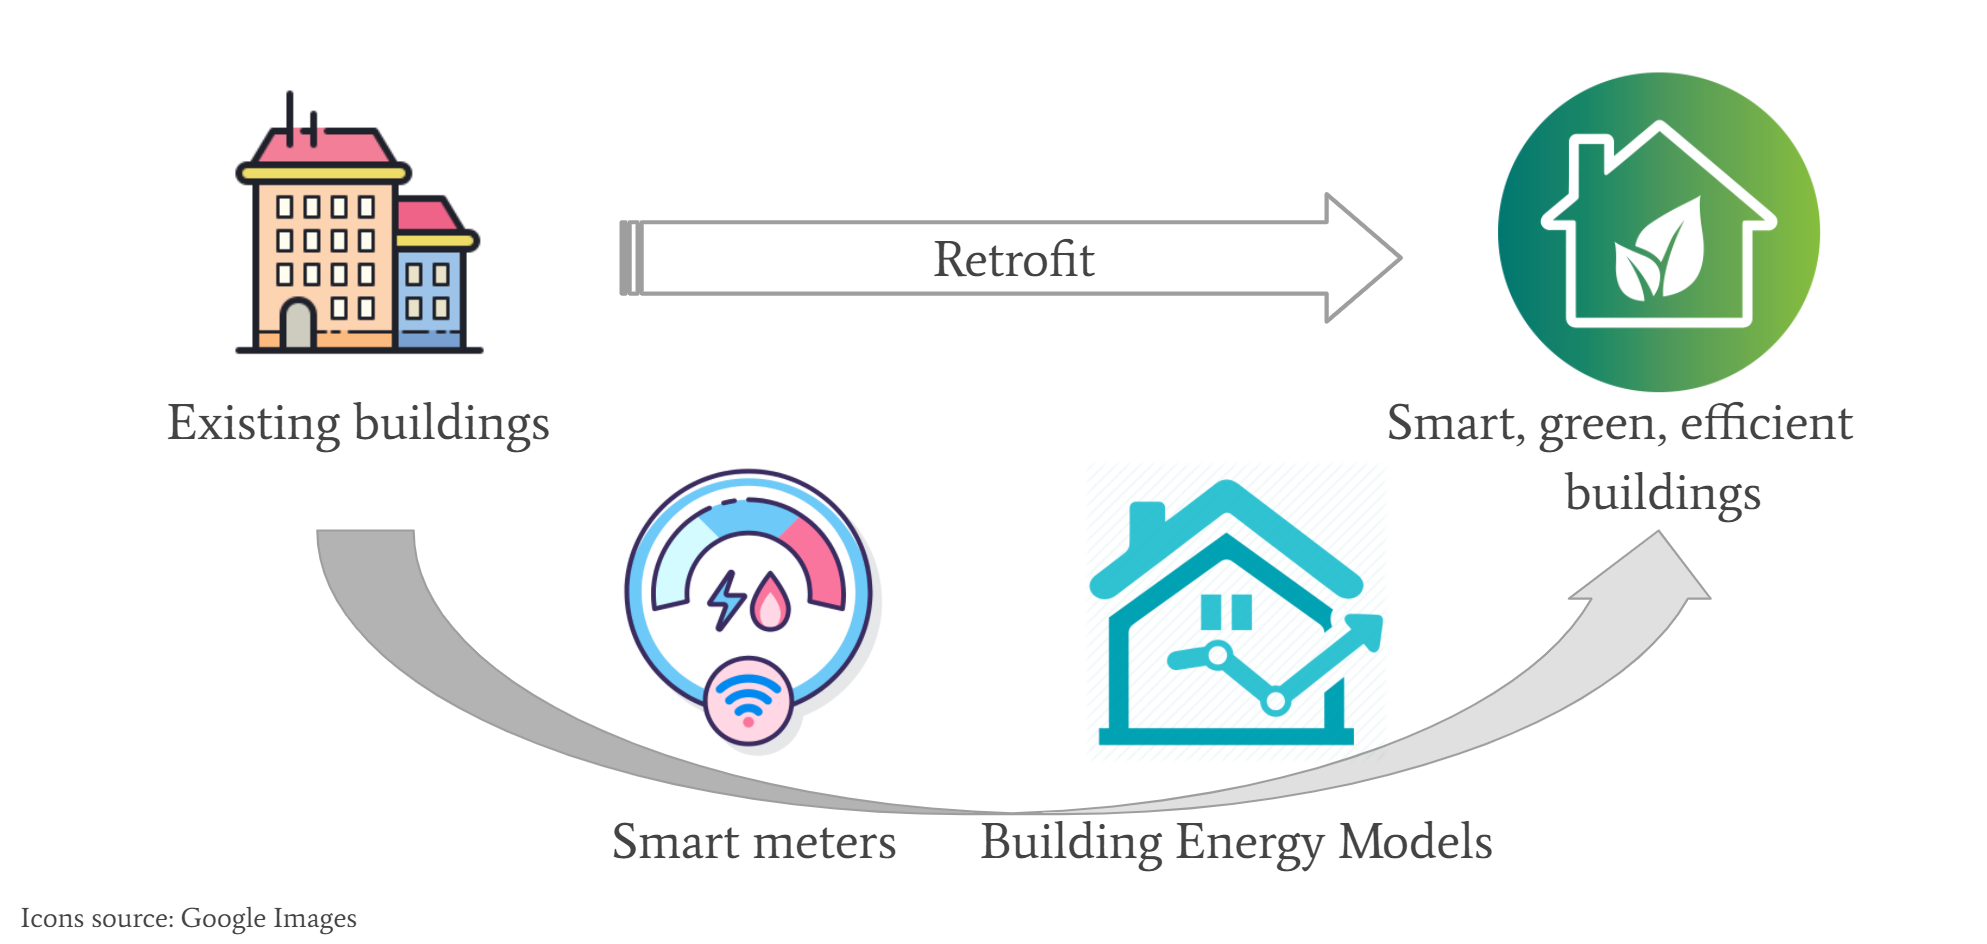 Retrofit
Existing buildings
Smart, green, efficient
buildings
Smart meters
Building Energy Models
Icons source: Google Images